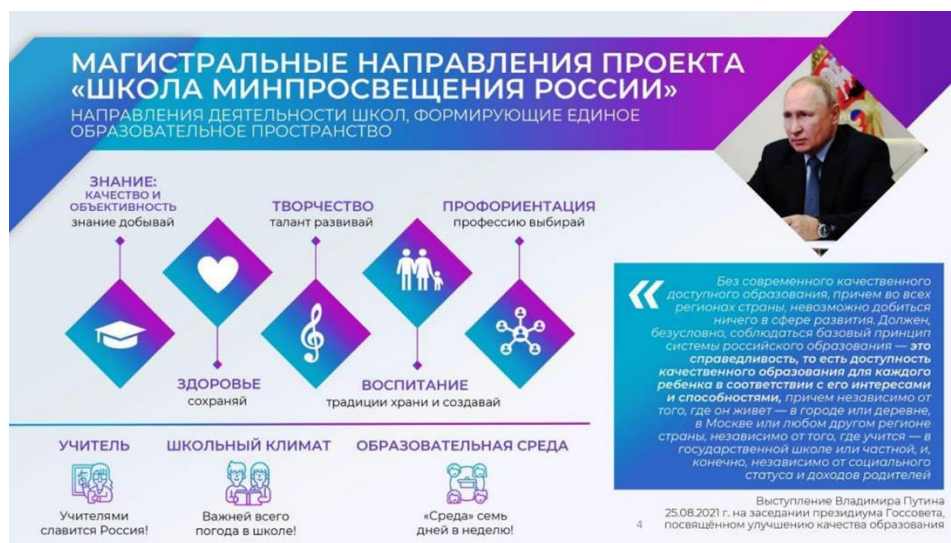 МАГИСТРАЛЬНЫЕ НАПРАВЛЕНИЯ ПРОЕКТА
«ШКОЛА МИНПРОСВЕЩЕНИЯ РОССИИ»
НАПРАВЛЕНИЯ ДЕЯТЕЛЬНОСТИ ШКОЛ, ФОРМИРУЮЩИЕ ЕДИНОЕ
ОБРАЗОВАТЕЛЬНОЕ ПРОСТРАНСТВО
ЗНАНИЕ:
КАЧЕСТВО И
ОБЪЕКТИВНОСТЬ
знание добывай
ТВОРЧЕСТВО
талант развивай
ПРОФОРИЕНТАЦИЯ
профессию выбирай
ЗДОРОВЬЕ
сохраняй
ВОСПИТАНИЕ
традиции храни и создавай
УЧИТЕЛЬ
Учителями
славится Россия!
ШКОЛЬНЫЙ КЛИМАТ
Важней всего
погода в школе!
ОБРАЗОВАТЕЛЬНАЯ СРЕДА
«Среда» семь
дней в неделю!
«
Без современного качественного
доступного образования, причем во всех
регионах страны, невозможно добиться
ничего в сфере развития. Должен,
безусловно, соблюдаться базовый принцип
системы российского образования — это
справедливость, то есть доступность
качественного образования для каждого
ребенка в соответствии с его интересами
и способностями, причем независимо от
того, где он живет — в городе или деревне,
в Москве или любом другом регионе
страны, независимо от того, где учится — в
государственной школе или частной, и,
конечно, независимо от социального
статуса и доходов родителей
Выступление Владимира Путина
25.08.2021 г. на заседании президиума Госсовета,
посвящённом улучшению качества образования
4